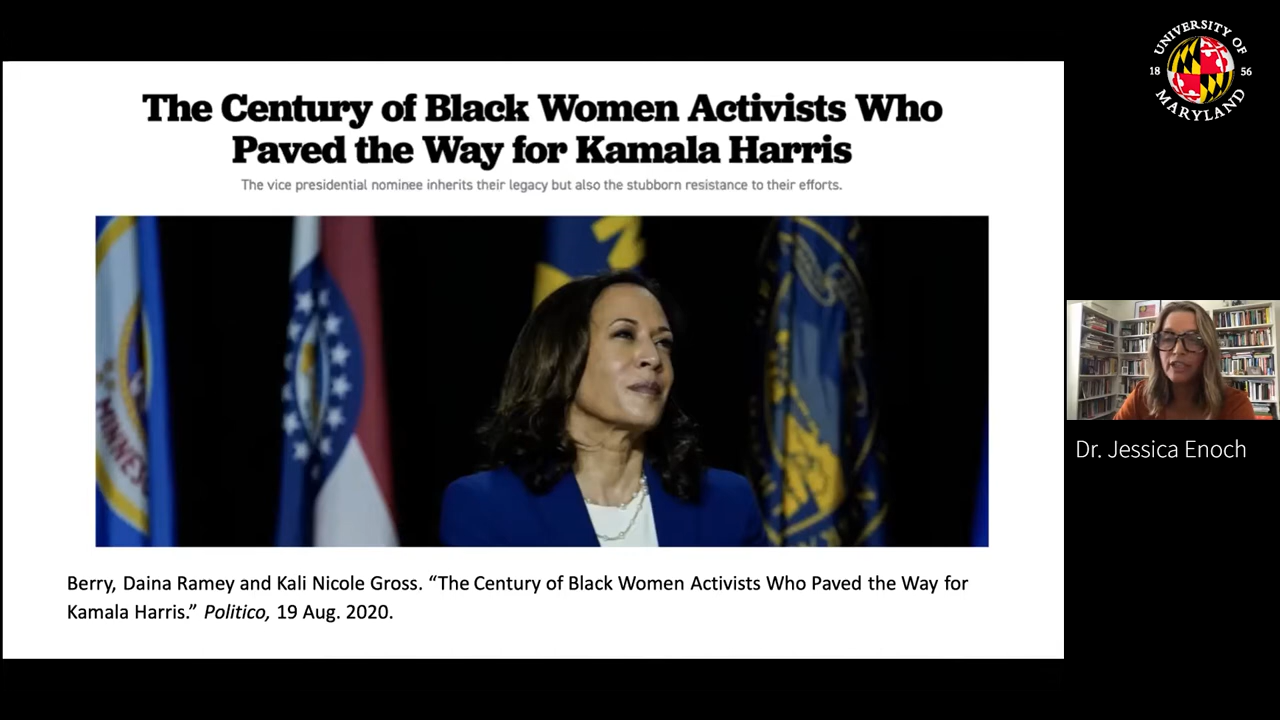 The Century of Black Women Activists Who
Paved the Way for Kamala Harris
The vice presidential nominee inherits their legacy but also the stubborn resistance to their efforts.
MINNES
Berry, Daina Ramey and Kali Nicole Gross. “The Century of Black Women Activists Who Paved the Way for
Kamala Harris.” Politico, 19 Aug. 2020.
UNIVERSITY OF
18 56
MARYLAND
Dr. Jessica Enoch